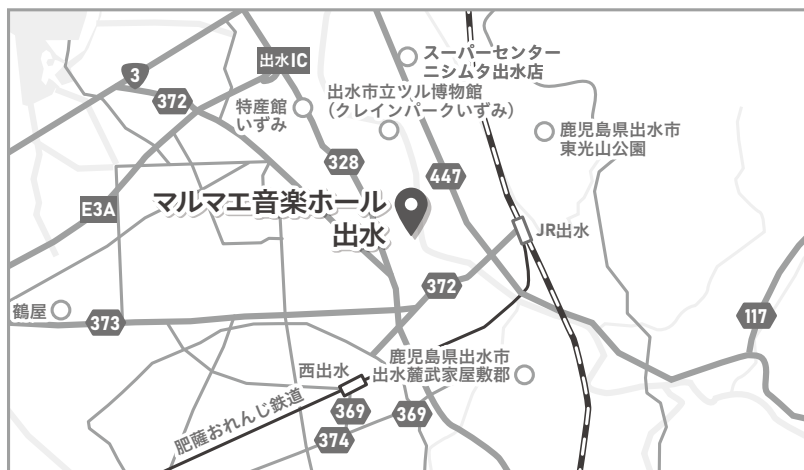 スーパーセンター
ニシムタ出水店
出水IC
3
372
特産館
いずみ
出水市立ツル博物館
(クレインパークいずみ)
鹿児島県出水市
東光山公園
328
447
E3A
マルマエ音楽ホール
出水
JR出水
372
鶴屋
373
117
西出水
鹿児島県出水市
出水麓武家屋敷郡
肥薩おれんじ鉄道
369
369
374